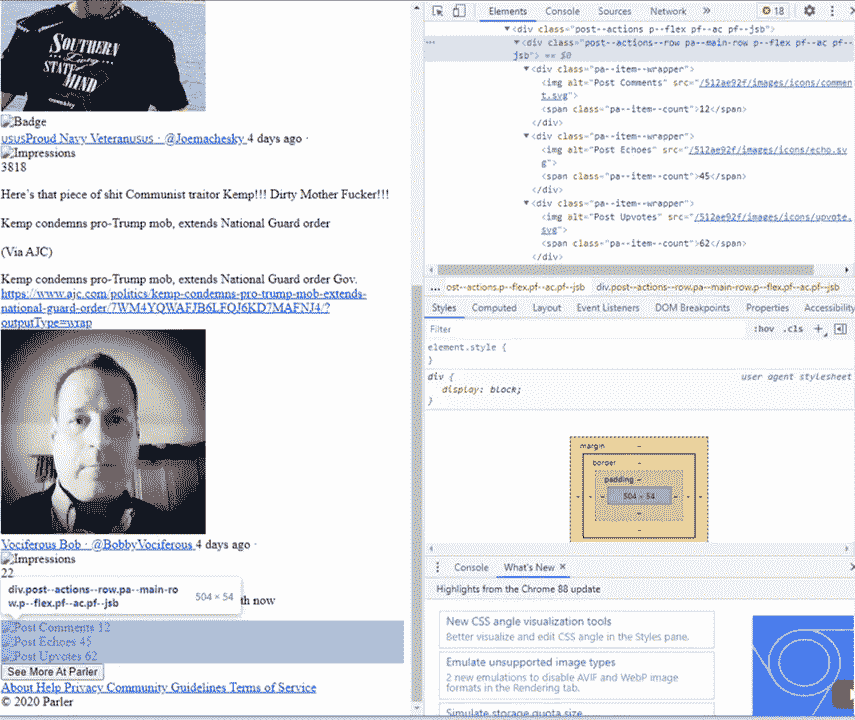 SOUTHERN
Living
STATE of
MIND
Badge
ᴜsᴜsProud Navy Veteranᴜsᴜs · @Joemachesky 4 days ago ·
Impressions
3818
Here's that piece of shit Communist traitor Kemp!!! Dirty Mother Fucker!!!
Kemp condemns pro-Trump mob, extends National Guard order
(Via AJC)
Kemp condemns pro-Trump mob, extends National Guard order Gov.
https://www.ajc.com/politics/kemp-condemns-pro-trump-mob-extends-
national-guard-order/7WM4YQWAFJB6LFQJ6KD7MAFNJ4/?
outputType=wrap
Vociferous Bob · @BobbyVociferous 4 days ago ·
Impressions
22
div.post--actions--row.pa--main-ro
w.p--flex.pf--ac.pf--jsb
504 × 54
th now
Post Comments 12
Post Echoes 45
Post Upvotes 62
See More At Parler
About Help Privacy Community Guidelines Terms of Service
© 2020 Parler
Elements Console Sources Network » 18
<div class="post--actions p--flex pf--ac pf--jsb">
<div class="post--actions--row pa--main-row p--flex pf--ac pf--
jsb"> == $0
<div class="pa--item--wrapper">
<img alt="Post Comments" src="/512ae92f/images/icons/commen
t.svg">
<span class="pa--item--count">12</span>
</div>
<div class="pa--item--wrapper">
<img alt="Post Echoes" src="/512ae92f/images/icons/echo.sv
g">
<span class="pa--item--count">45</span>
</div>
<div class="pa--item--wrapper">
<img alt="Post Upvotes" src="/512ae92f/images/icons/upvote.
svg">
<span class="pa--item--count">62</span>
</div>
... ost--actions.p--flex.pf--ac.pf--jsb div.post--actions--row.pa--main-row.p--flex.pf--ac.pf--jsb
Styles Computed Layout Event Listeners DOM Breakpoints Properties Accessibility
Filter :hov .cls +
element.style {
}
div { user agent stylesheet
display: block;
}
margin –
border –
padding –
– – – 504 × 54 – – –
–
–
Console What's New ×
Highlights from the Chrome 88 update
New CSS angle visualization tools
Better visualize and edit CSS angle in the Styles pane.
Emulate unsupported image types
2 new emulations to disable AVIF and WebP image
formats in the Rendering tab.
Simulate storage quota size